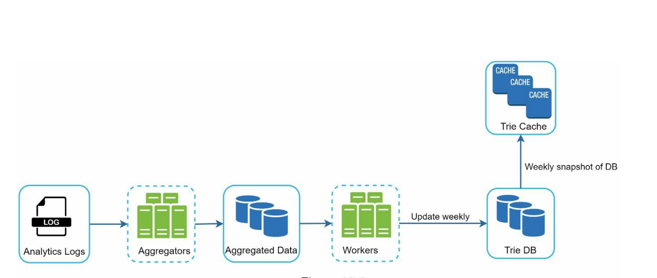 CACHE
CACHE
CACHE
Trie Cache
Weekly snapshot of DB
LOG
Update weekly
Analytics Logs
Aggregators
Aggregated Data
Workers
Trie DB